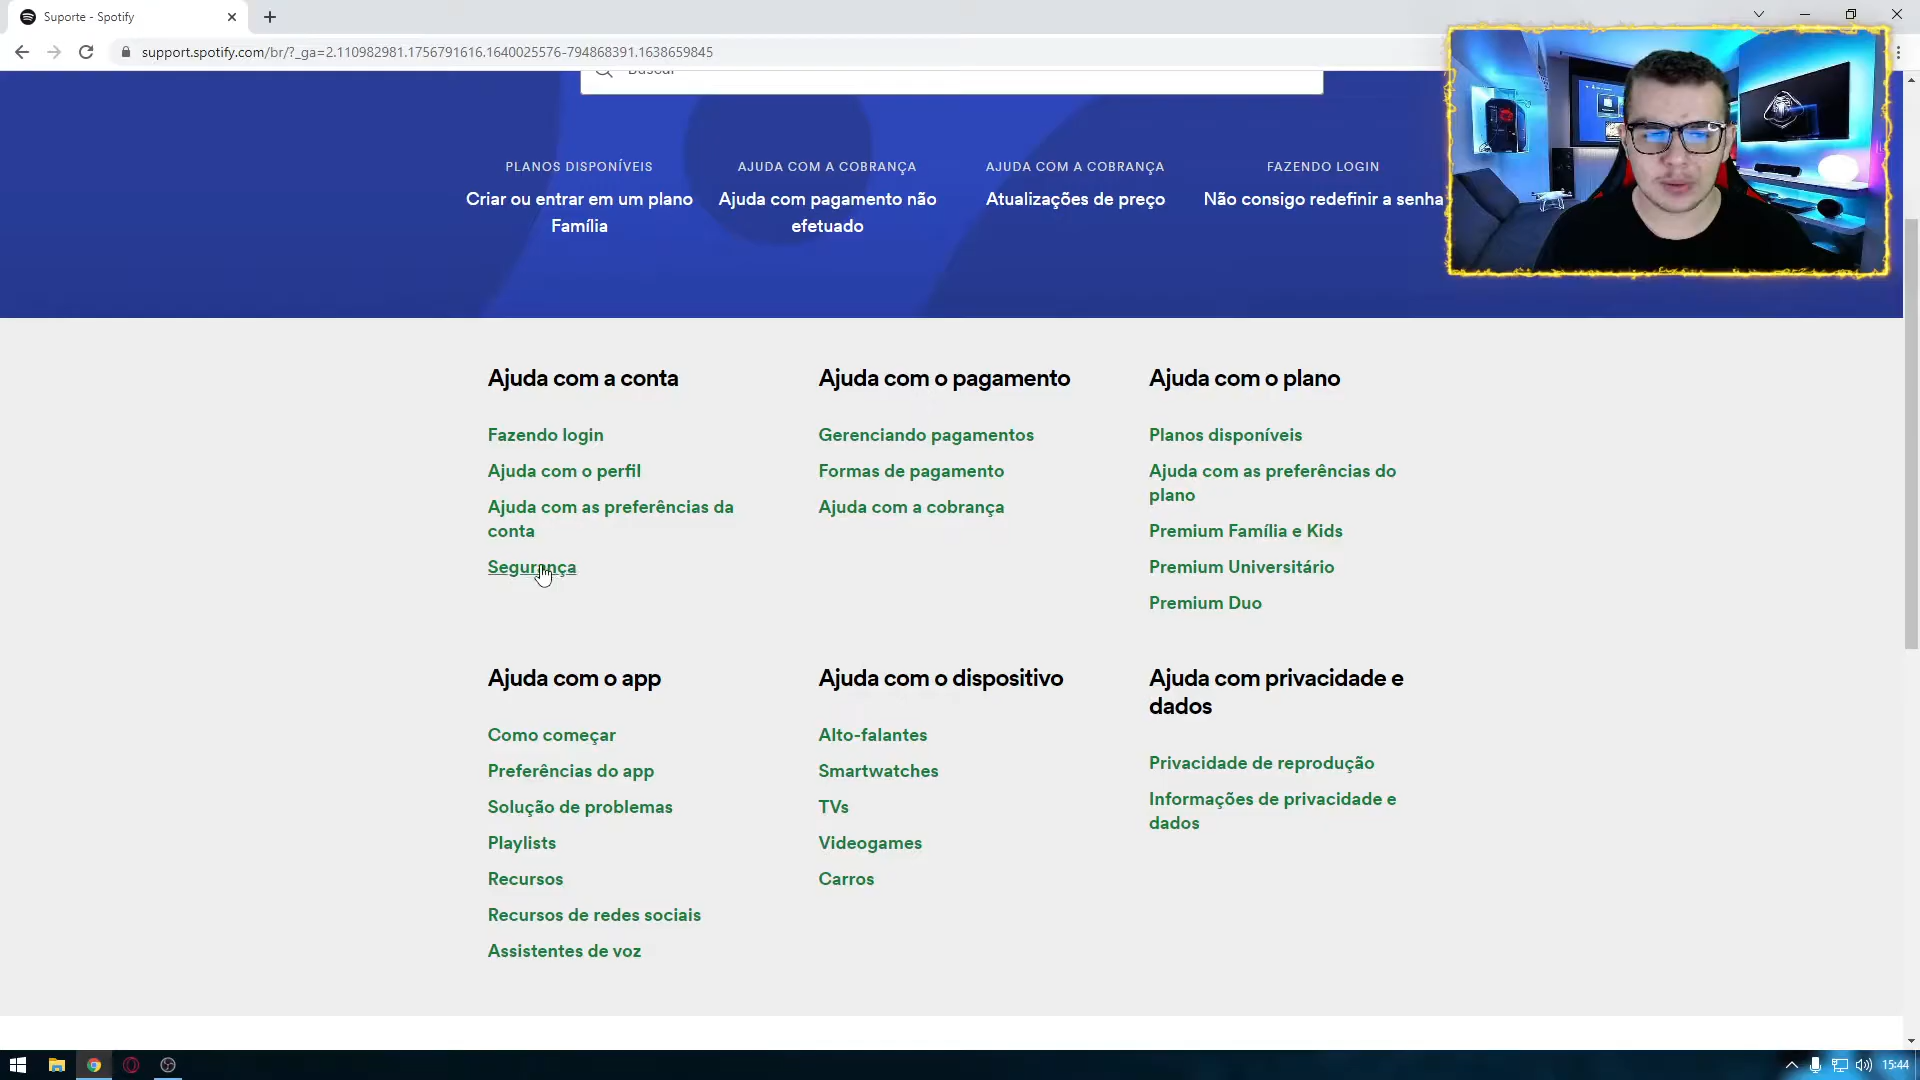 Suporte - Spotify
support.spotify.com/br/?_ga=2.110982981.1756791616.1640025576-794868391.1638659845
Buscar
PLANOS DISPONÍVEIS
Criar ou entrar em um plano
Família
AJUDA COM A COBRANÇA
Ajuda com pagamento não
efetuado
AJUDA COM A COBRANÇA
Atualizações de preço
FAZENDO LOGIN
Não consigo redefinir a senha
Ajuda com a conta
Fazendo login
Ajuda com o perfil
Ajuda com as preferências da
conta
Segurança
Ajuda com o pagamento
Gerenciando pagamentos
Formas de pagamento
Ajuda com a cobrança
Ajuda com o plano
Planos disponíveis
Ajuda com as preferências do
plano
Premium Família e Kids
Premium Universitário
Premium Duo
Ajuda com o app
Como começar
Preferências do app
Solução de problemas
Playlists
Recursos
Recursos de redes sociais
Assistentes de voz
Ajuda com o dispositivo
Alto-falantes
Smartwatches
TVs
Videogames
Carros
Ajuda com privacidade e
dados
Privacidade de reprodução
Informações de privacidade e
dados
15:44